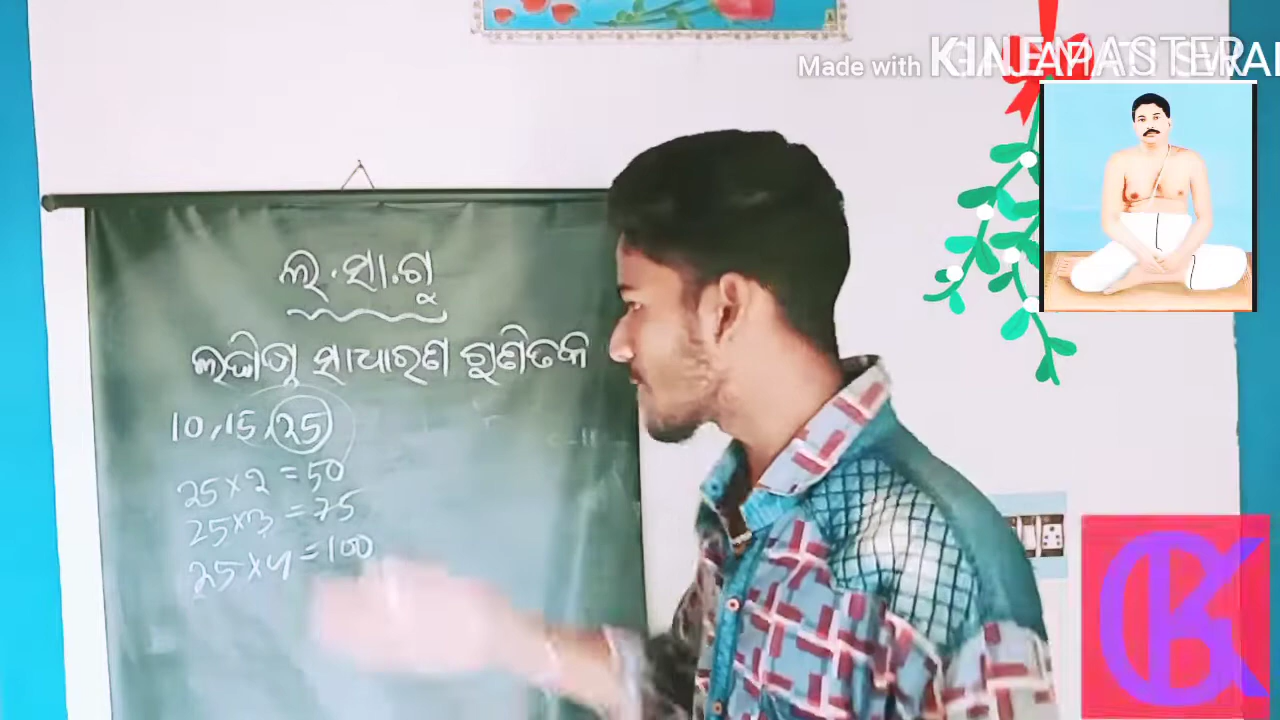 Made with KINEMASTER
ଲ.ସା.ଗୁ
ଲଘିଷ୍ଠ ସାଧାରଣ ଗୁଣିତକ
10, 15, 25
25 × 2 = 50
25 × 3 = 75
25 × 4 = 100